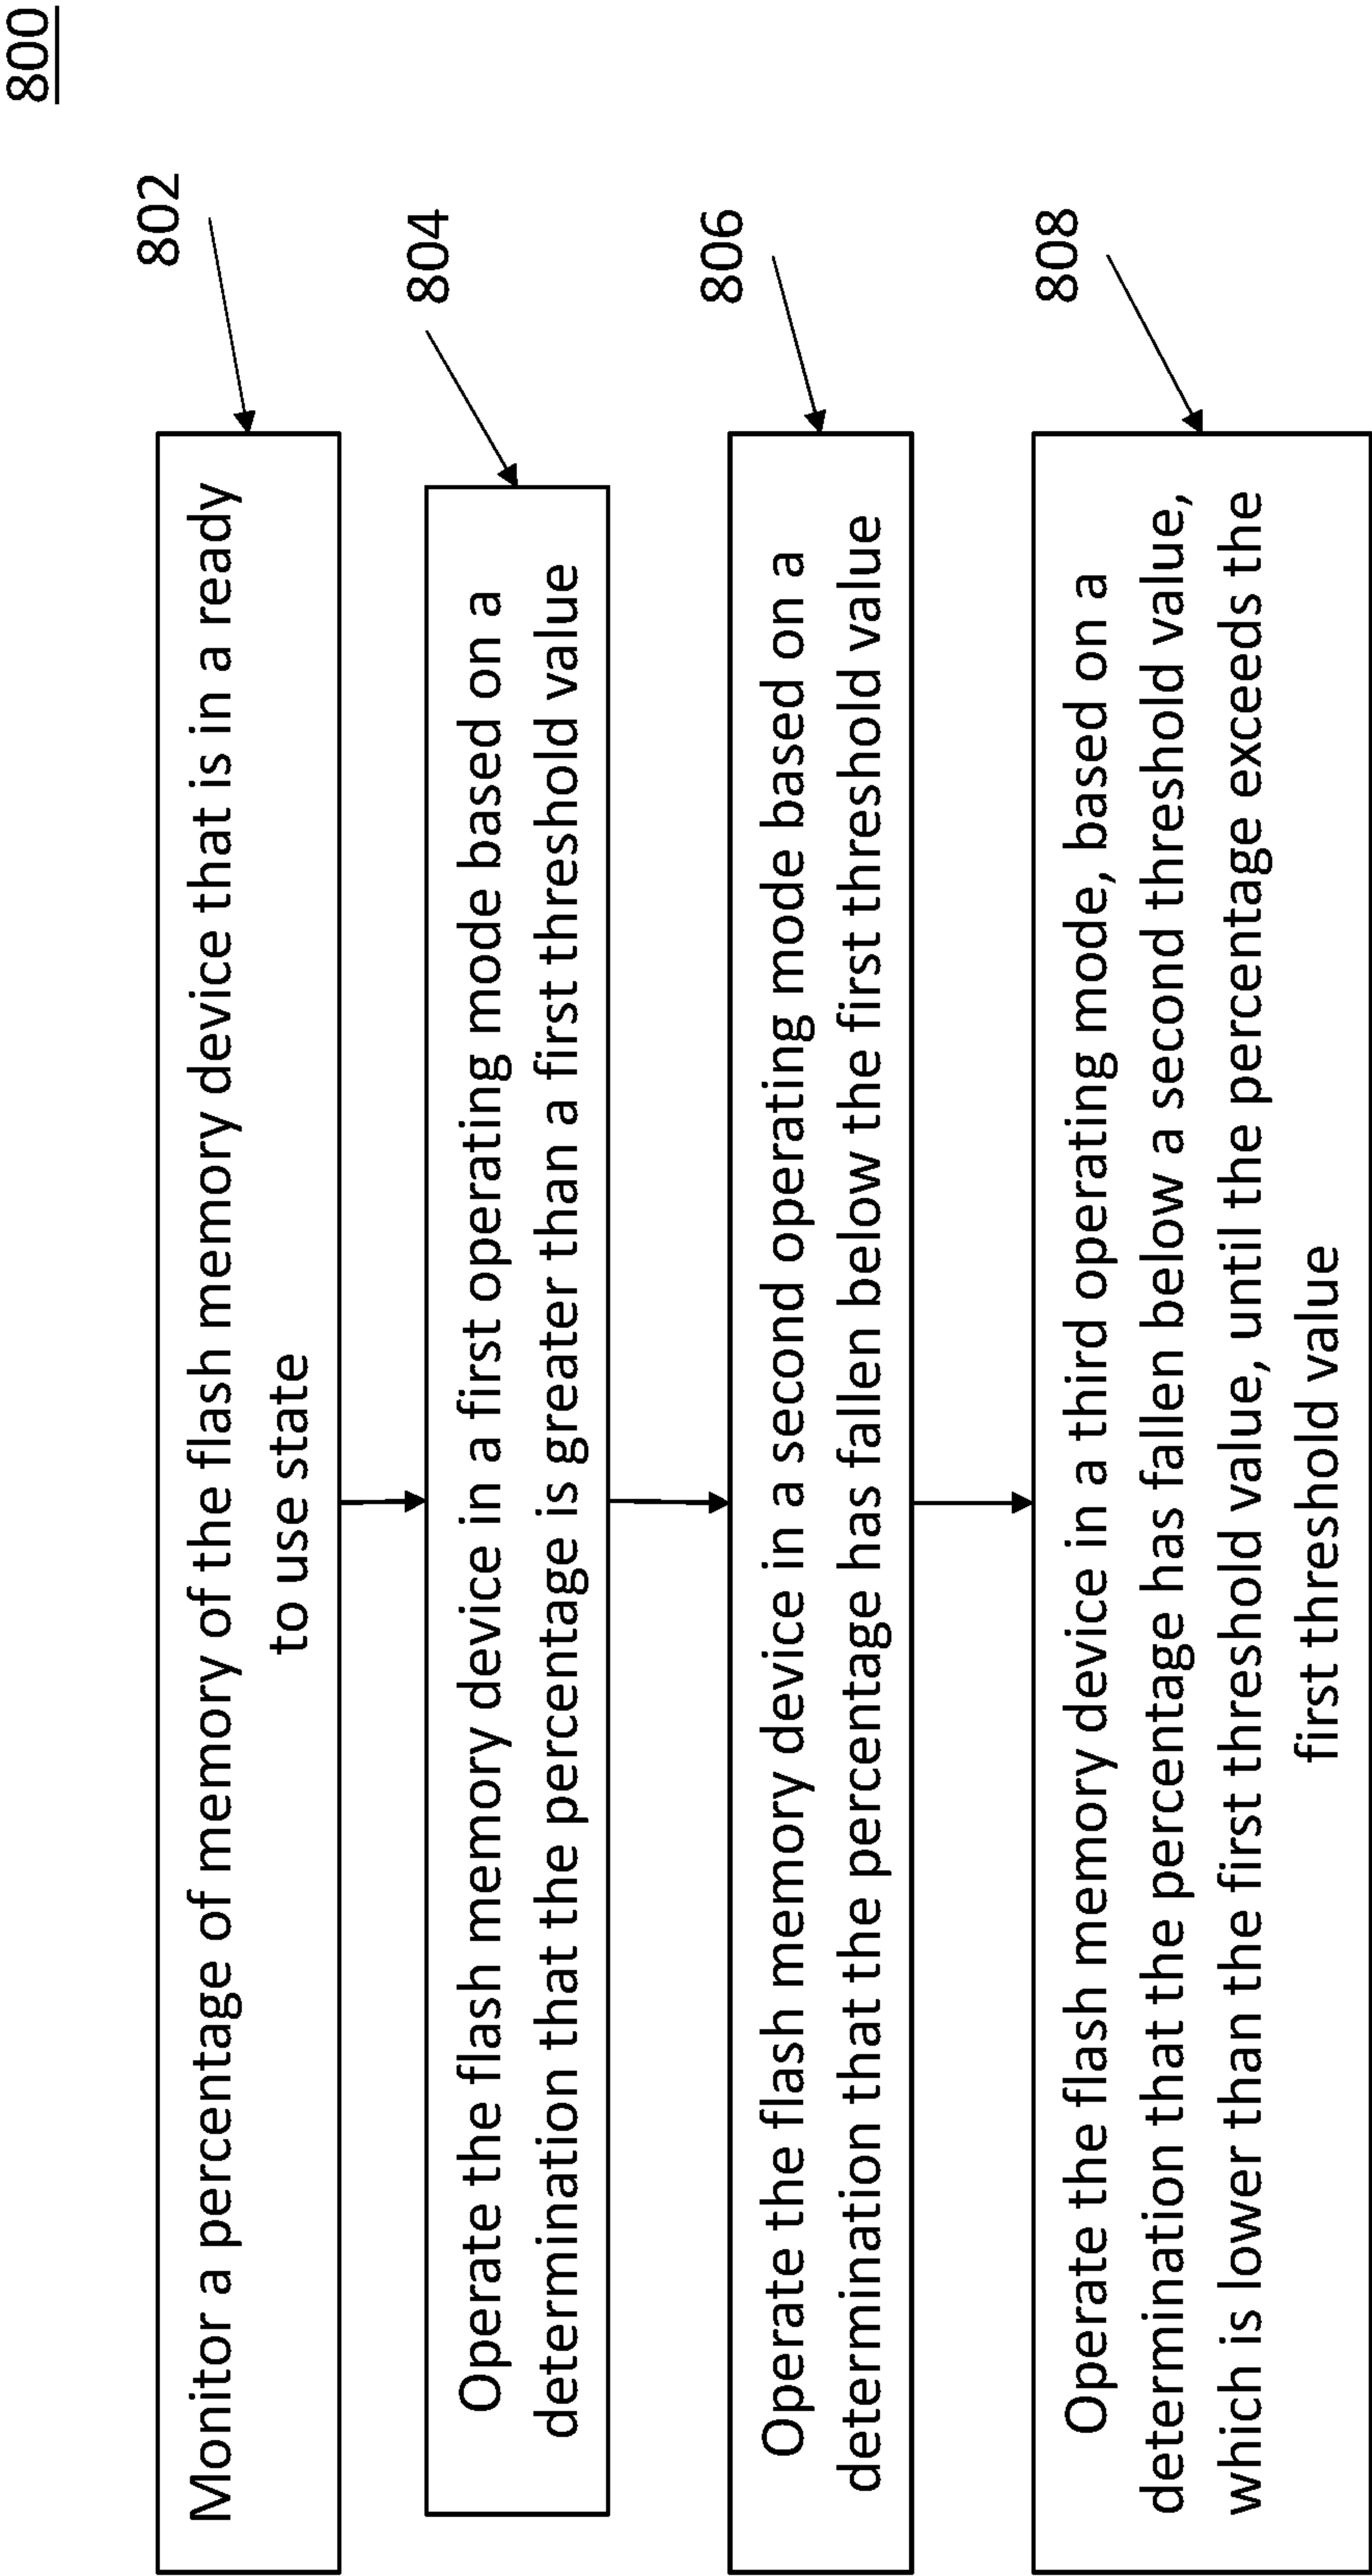 800
802
Monitor a percentage of memory of the flash memory device that is in a ready
to use state
804
Operate the flash memory device in a first operating mode based on a
determination that the percentage is greater than a first threshold value
806
Operate the flash memory device in a second operating mode based on a
determination that the percentage has fallen below the first threshold value
808
Operate the flash memory device in a third operating mode, based on a
determination that the percentage has fallen below a second threshold value,
which is lower than the first threshold value, until the percentage exceeds the
first threshold value